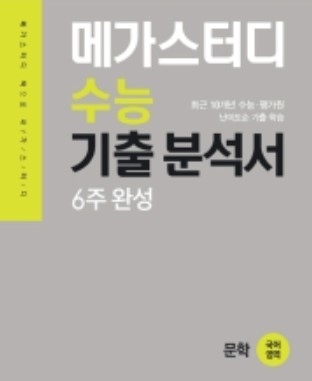 메가스터디
수능
최근 10개년 수능·평가원
난이도순 기출 학습
기출 분석서
6주 완성
문학
국어
영역